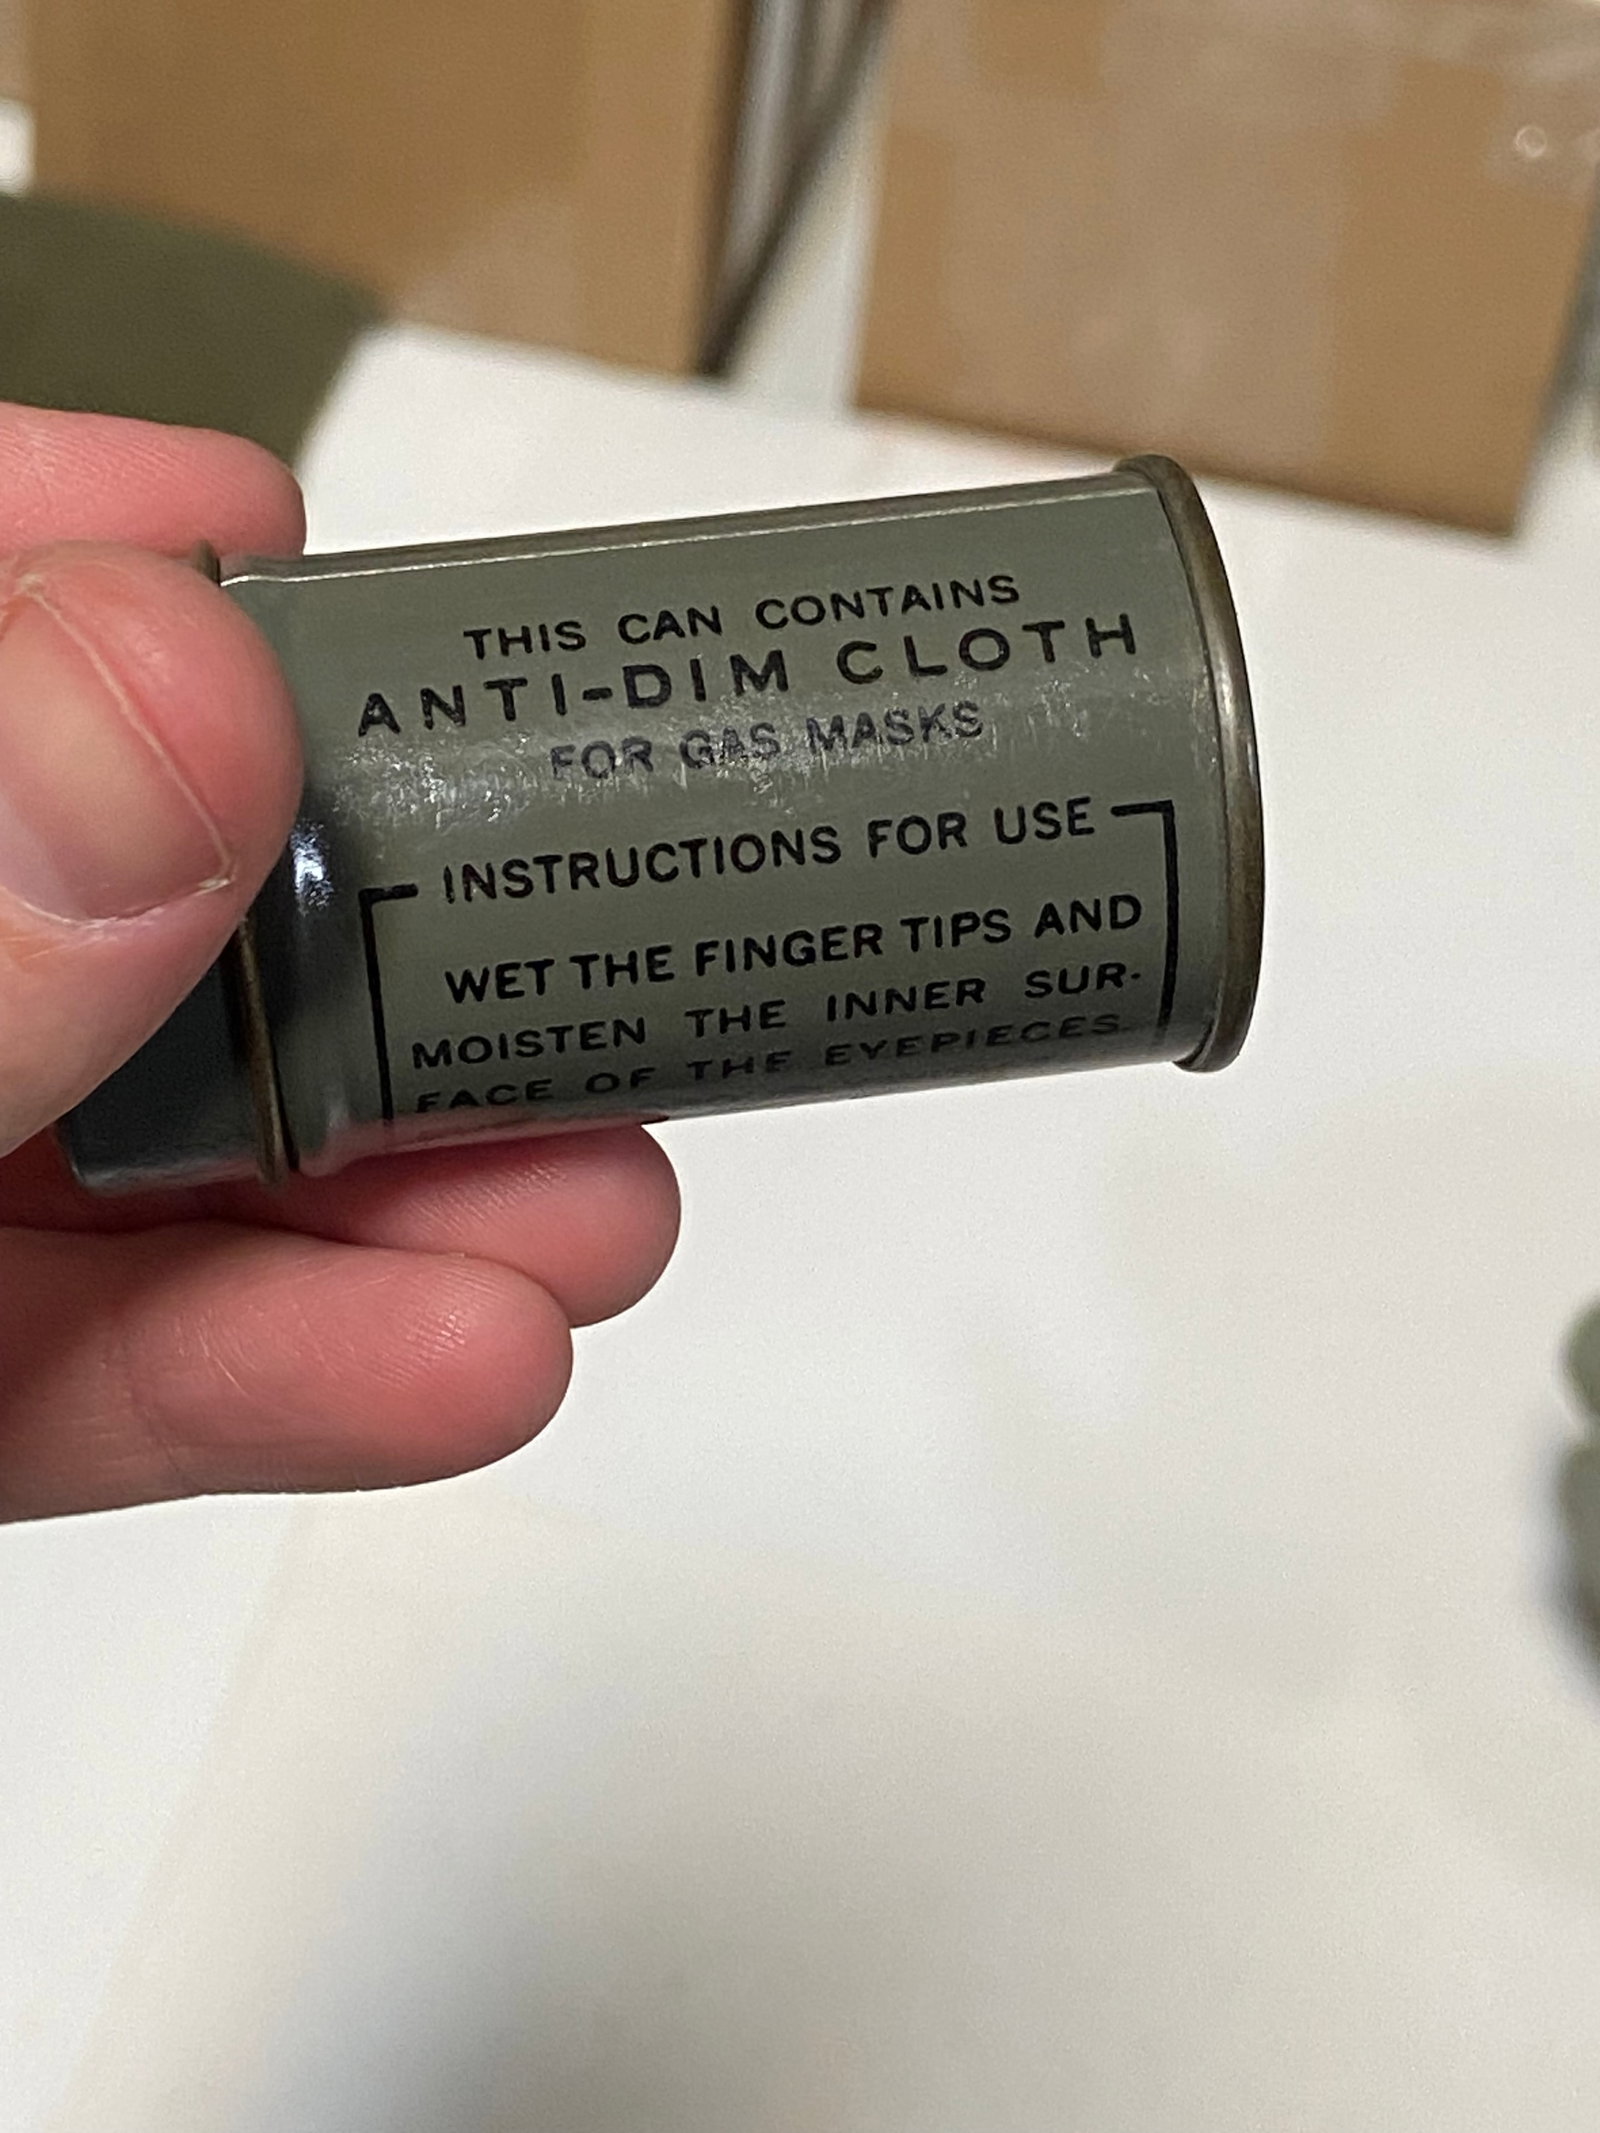 THIS CAN CONTAINS
ANTI-DIM CLOTH
FOR GAS MASKS
INSTRUCTIONS FOR USE
WET THE FINGER TIPS AND
MOISTEN THE INNER SUR-
FACE OF THE EYEPIECES.